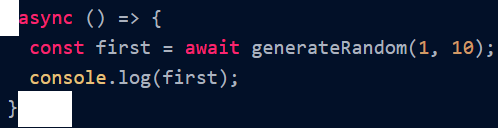 async () => {
  const first = await generateRandom(1, 10);
  console.log(first);
}